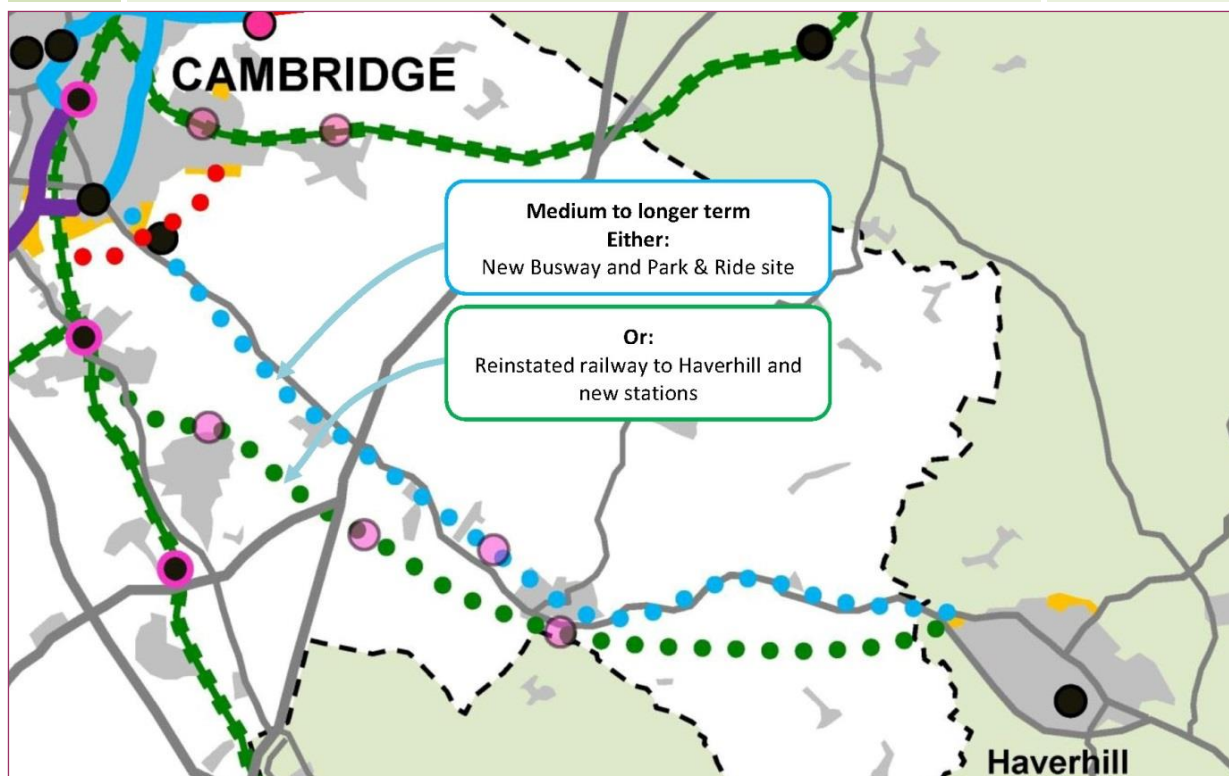 CAMBRIDGE
Medium to longer term
Either:
New Busway and Park & Ride site
Or:
Reinstated railway to Haverhill and
new stations
Haverhill